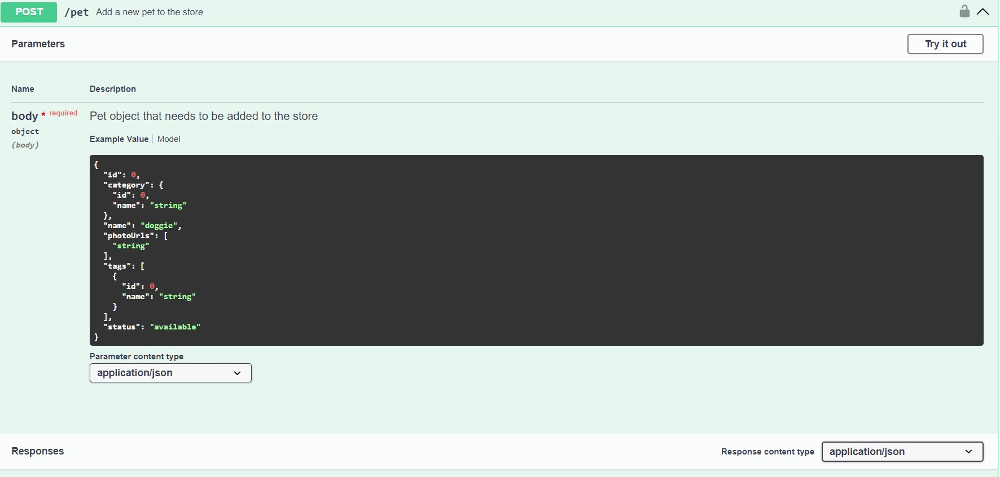 POST /pet Add a new pet to the store
Parameters
Try it out
Name Description
body * required Pet object that needs to be added to the store
object
(body)
Example Value Model
{
  "id": 0,
  "category": {
    "id": 0,
    "name": "string"
  },
  "name": "doggie",
  "photoUrls": [
    "string"
  ],
  "tags": [
    {
      "id": 0,
      "name": "string"
    }
  ],
  "status": "available"
}
Parameter content type
application/json
Responses
Response content type application/json